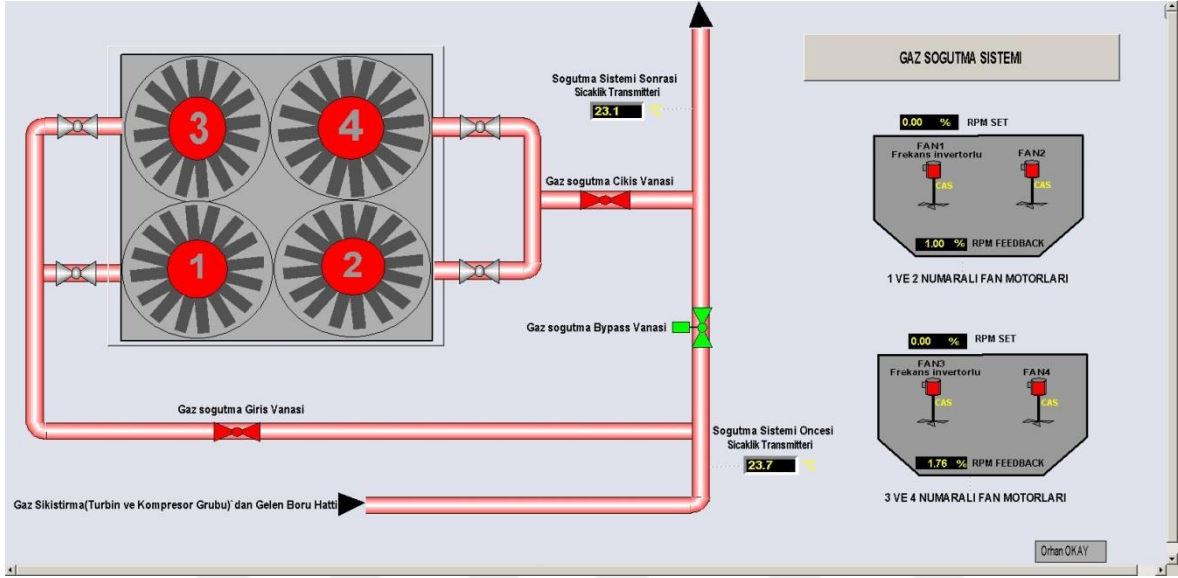 GAZ SOGUTMA SISTEMI
Sogutma Sistemi Sonrasi
Sicaklik Transmitteri
23.1 °C
3
4
1
2
Gaz sogutma Cikis Vanasi
Gaz sogutma Bypass Vanasi
Gaz sogutma Giris Vanasi
Sogutma Sistemi Oncesi
Sicaklik Transmitteri
23.7 °C
Gaz Sikistirma(Turbin ve Kompresor Grubu)`dan Gelen Boru Hatti
0.00 % RPM SET
FAN1
Frekans invertorlu
FAN2
CAS
CAS
1.00 % RPM FEEDBACK
1 VE 2 NUMARALI FAN MOTORLARI
0.00 % RPM SET
FAN3
Frekans invertorlu
FAN4
CAS
CAS
1.76 % RPM FEEDBACK
3 VE 4 NUMARALI FAN MOTORLARI
Orhan OKAY